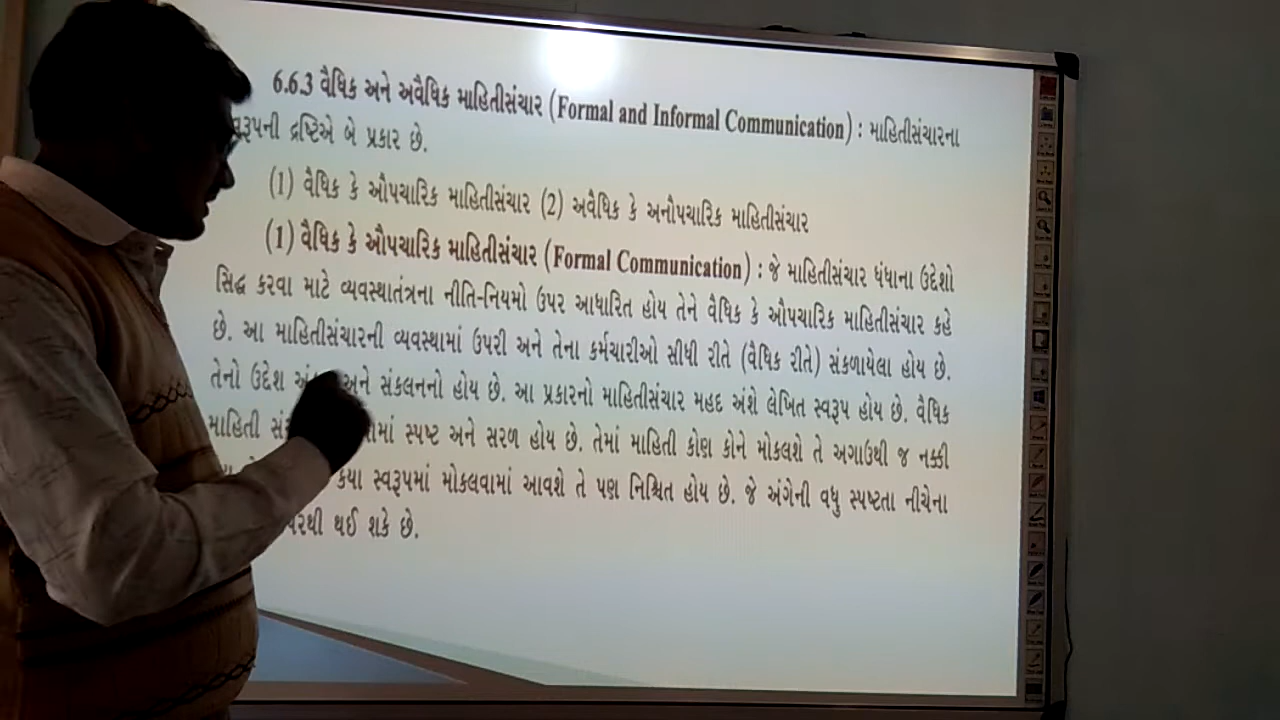 6.6.3 વૈધિક અને અવૈધિક માહિતીસંચાર (Formal and Informal Communication) : માહિતીસંચારના
દ્રષ્ટિએ બે પ્રકાર છે.
(1) વૈધિક કે ઔપચારિક માહિતીસંચાર (2) અવૈધિક કે અનૌપચારિક માહિતીસંચાર
(1) વૈધિક કે ઔપચારિક માહિતીસંચાર (Formal Communication) : જે માહિતીસંચાર ધંધાના ઉદેશો
સિદ્ધ કરવા માટે વ્યવસ્થાતંત્રના નીતિ-નિયમો ઉપર આધારિત હોય તેને વૈધિક કે ઔપચારિક માહિતીસંચાર કહે
છે. આ માહિતીસંચારની વ્યવસ્થામાં ઉપરી અને તેના કર્મચારીઓ સીધી રીતે (વૈધિક રીતે) સંકળાયેલા હોય છે.
તેનો ઉદેશ અને સંકલનનો હોય છે. આ પ્રકારનો માહિતીસંચાર મહદ અંશે લેખિત સ્વરૂપ હોય છે. વૈધિક
માહિતી સ્પષ્ટ અને સરળ હોય છે. તેમાં માહિતી કોણ કોને મોકલશે તે અગાઉથી જ નક્કી
કયા સ્વરૂપમાં મોકલવામાં આવશે તે પણ નિશ્ચિત હોય છે. જે અંગેની વધુ સ્પષ્ટતા નીચેના
થઈ શકે છે.